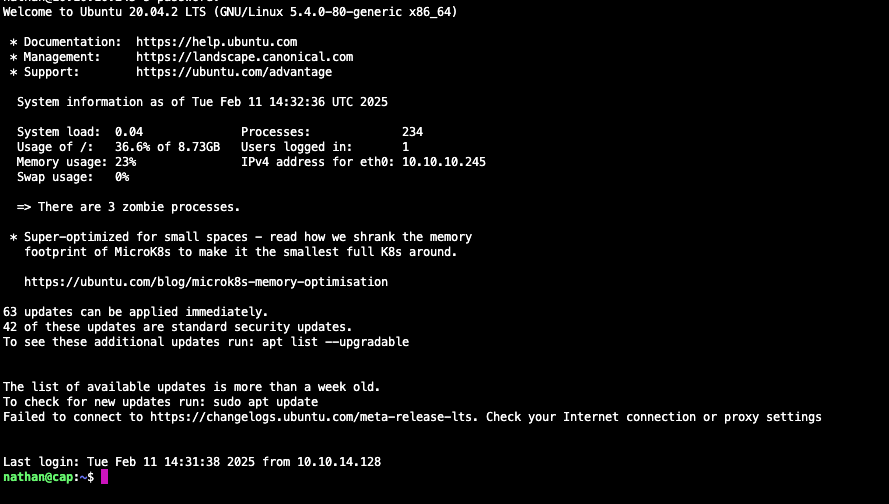 Welcome to Ubuntu 20.04.2 LTS (GNU/Linux 5.4.0-80-generic x86_64)
* Documentation:  https://help.ubuntu.com
* Management:     https://landscape.canonical.com
* Support:        https://ubuntu.com/advantage
System information as of Tue Feb 11 14:32:36 UTC 2025
System load:  0.04              Processes:             234
Usage of /:   36.6% of 8.73GB   Users logged in:       1
Memory usage: 23%               IPv4 address for eth0: 10.10.10.245
Swap usage:   0%
=> There are 3 zombie processes.
* Super-optimized for small spaces - read how we shrank the memory
footprint of MicroK8s to make it the smallest full K8s around.
https://ubuntu.com/blog/microk8s-memory-optimisation
63 updates can be applied immediately.
42 of these updates are standard security updates.
To see these additional updates run: apt list --upgradable
The list of available updates is more than a week old.
To check for new updates run: sudo apt update
Failed to connect to https://changelogs.ubuntu.com/meta-release-lts. Check your Internet connection or proxy settings
Last login: Tue Feb 11 14:31:38 2025 from 10.10.14.128
nathan@cap:~$